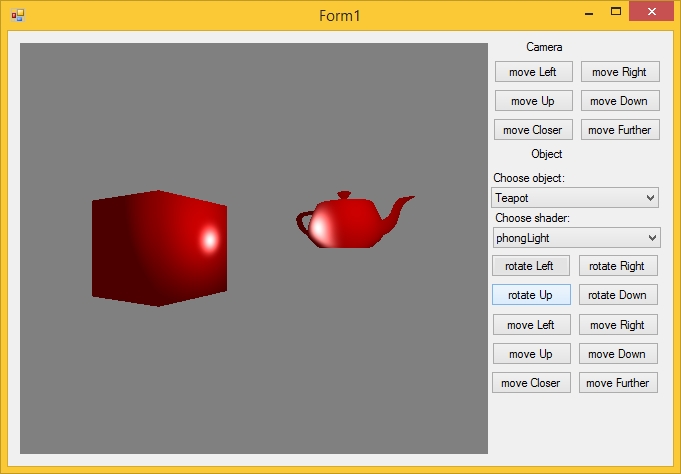 Form1
Camera
move Left move Right
move Up move Down
move Closer move Further
Object
Choose object:
Teapot
Choose shader:
phongLight
rotate Left rotate Right
rotate Up rotate Down
move Left move Right
move Up move Down
move Closer move Further